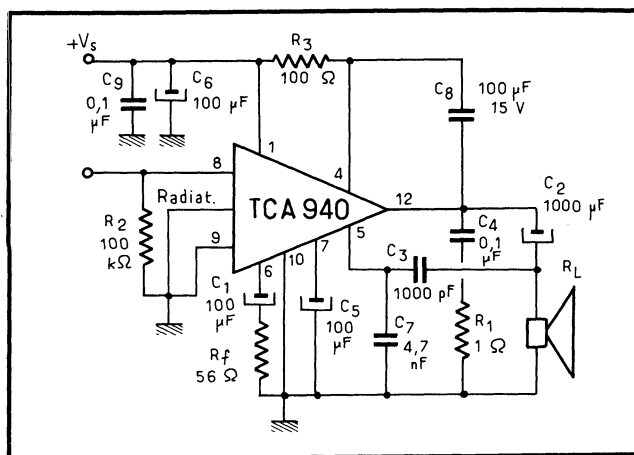 +Vs
R3
100 Ω
C9
0,1
µF
C6
100 µF
C8
100 µF
15 V
1
4
8
Radiat.
TCA 940
12
C2
1000 µF
R2
100
kΩ
9
6
10
7
5
C4
0,1
µF
C3
1000 pF
RL
C1
100
µF
C5
100
µF
Rf
56 Ω
C7
4,7
nF
R1
1 Ω